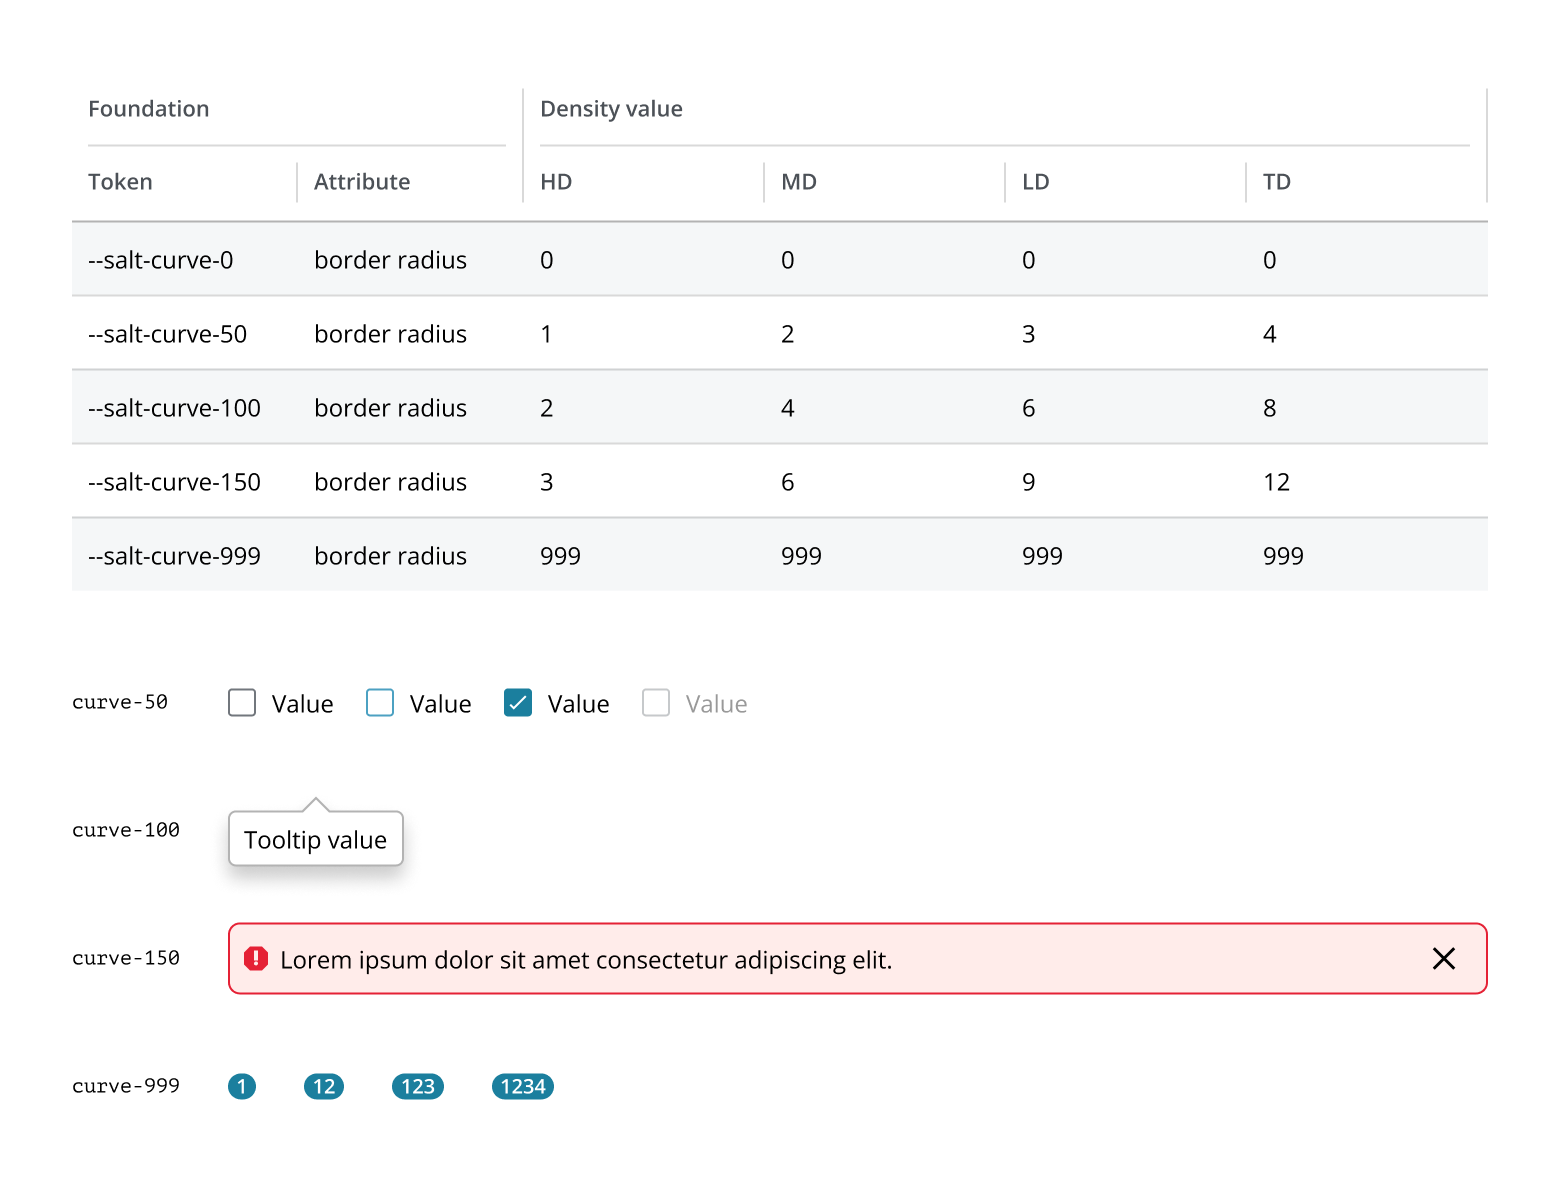 Foundation Density value
Token Attribute HD MD LD TD
--salt-curve-0 border radius 0 0 0 0
--salt-curve-50 border radius 1 2 3 4
--salt-curve-100 border radius 2 4 6 8
--salt-curve-150 border radius 3 6 9 12
--salt-curve-999 border radius 999 999 999 999
curve-50 Value Value Value Value
curve-100 Tooltip value
curve-150 Lorem ipsum dolor sit amet consectetur adipiscing elit.
curve-999 1 12 123 1234